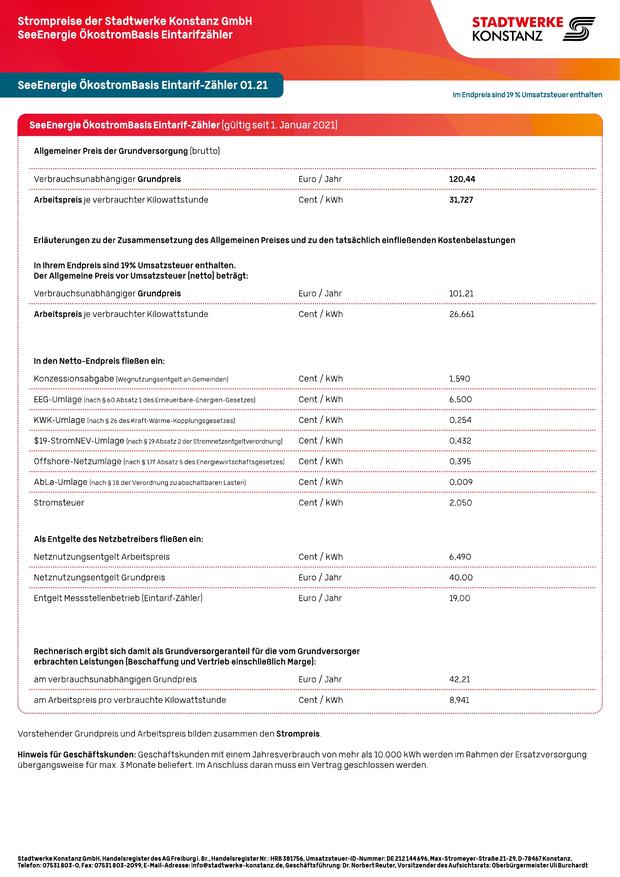 Strompreise der Stadtwerke Konstanz GmbH
SeeEnergie ÖkostromBasis Eintarifzähler
STADTWERKE
KONSTANZ
SeeEnergie ÖkostromBasis Eintarif-Zähler 01.21
Im Endpreis sind 19 % Umsatzsteuer enthalten
SeeEnergie ÖkostromBasis Eintarif-Zähler (gültig seit 1. Januar 2021)
Allgemeiner Preis der Grundversorgung (brutto)
Verbrauchsunabhängiger Grundpreis Euro / Jahr 120,44
Arbeitspreis je verbrauchter Kilowattstunde Cent / kWh 31,727
Erläuterungen zu der Zusammensetzung des Allgemeinen Preises und zu den tatsächlich einfließenden Kostenbelastungen
In Ihrem Endpreis sind 19% Umsatzsteuer enthalten.
Der Allgemeine Preis vor Umsatzsteuer (netto) beträgt:
Verbrauchsunabhängiger Grundpreis Euro / Jahr 101,21
Arbeitspreis je verbrauchter Kilowattstunde Cent / kWh 26,661
In den Netto-Endpreis fließen ein:
Konzessionsabgabe (Wegnutzungsentgelt an Gemeinden) Cent / kWh 1,590
EEG-Umlage (nach § 60 Absatz 1 des Erneuerbare-Energien-Gesetzes) Cent / kWh 6,500
KWK-Umlage (nach § 26 des Kraft-Wärme-Kopplungsgesetzes) Cent / kWh 0,254
$19-StromNEV-Umlage (nach § 19 Absatz 2 der Stromnetzentgeltverordnung) Cent / kWh 0,432
Offshore-Netzumlage (nach § 17f Absatz 5 des Energiewirtschaftsgesetzes) Cent / kWh 0,395
AbLa-Umlage (nach § 18 der Verordnung zu abschaltbaren Lasten) Cent / kWh 0,009
Stromsteuer Cent / kWh 2,050
Als Entgelte des Netzbetreibers fließen ein:
Netznutzungsentgelt Arbeitspreis Cent / kWh 6,490
Netznutzungsentgelt Grundpreis Euro / Jahr 40,00
Entgelt Messstellenbetrieb (Eintarif-Zähler) Euro / Jahr 19,00
Rechnerisch ergibt sich damit als Grundversorgeranteil für die vom Grundversorger
erbrachten Leistungen (Beschaffung und Vertrieb einschließlich Marge):
am verbrauchsunabhängigen Grundpreis Euro / Jahr 42,21
am Arbeitspreis pro verbrauchte Kilowattstunde Cent / kWh 8,941
Vorstehender Grundpreis und Arbeitspreis bilden zusammen den Strompreis.
Hinweis für Geschäftskunden: Geschäftskunden mit einem Jahresverbrauch von mehr als 10.000 kWh werden im Rahmen der Ersatzversorgung
übergangsweise für max. 3 Monate beliefert. Im Anschluss daran muss ein Vertrag geschlossen werden.
Stadtwerke Konstanz GmbH, Handelsregister des AG Freiburg i. Br., Handelsregister Nr.: HRB 381756, Umsatzsteuer-ID-Nummer: DE 212 144 696, Max-Stromeyer-Straße 21-29, D-78467 Konstanz,
Telefon: 07531 803-0, Fax: 07531 803-2099, E-Mail-Adresse: info@stadtwerke-konstanz.de, Geschäftsführung: Dr. Norbert Reuter, Vorsitzender des Aufsichtsrats: Oberbürgermeister Uli Burchardt